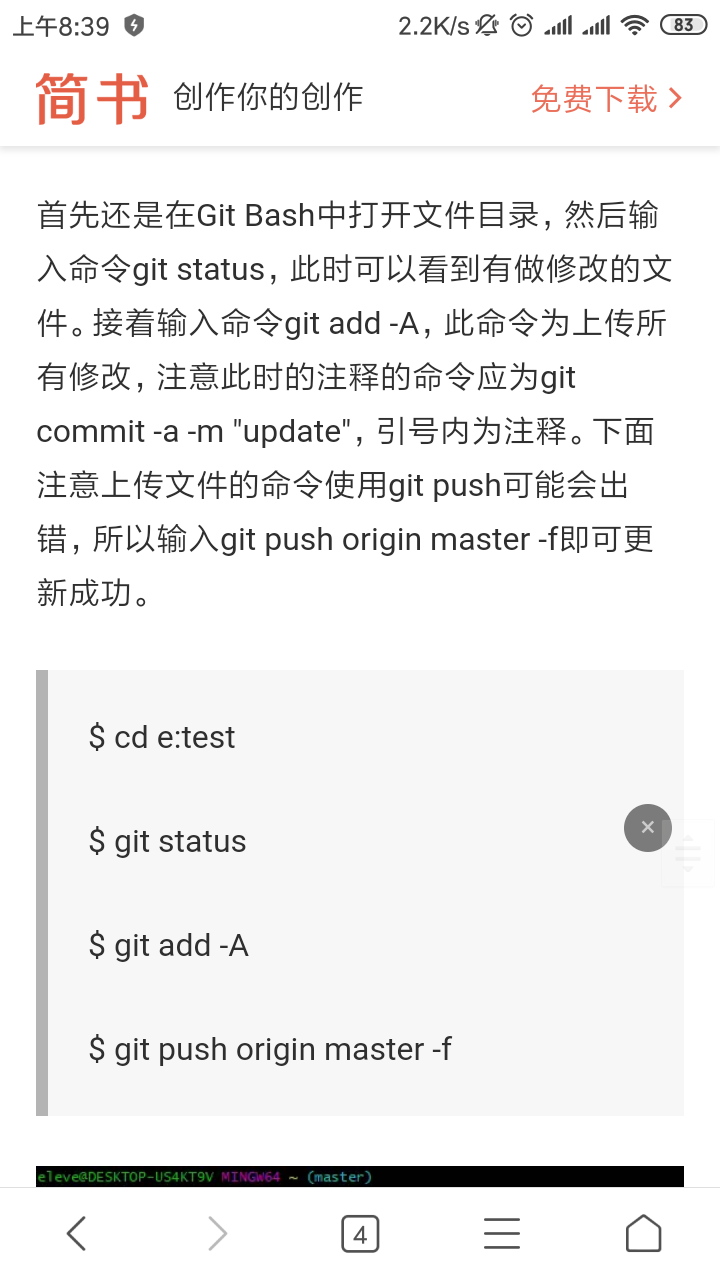 上午8:39
2.2K/s
83
简书 创作你的创作 免费下载
首先还是在Git Bash中打开文件目录，然后输
入命令git status，此时可以看到有做修改的文
件。接着输入命令git add -A，此命令为上传所
有修改，注意此时的注释的命令应为git
commit -a -m "update"，引号内为注释。下面
注意上传文件的命令使用git push可能会出
错，所以输入git push origin master -f即可更
新成功。
$ cd e:test
$ git status
$ git add -A
$ git push origin master -f
eleve@DESKTOP-US4KT9V MINGW64 ~ (master)
4